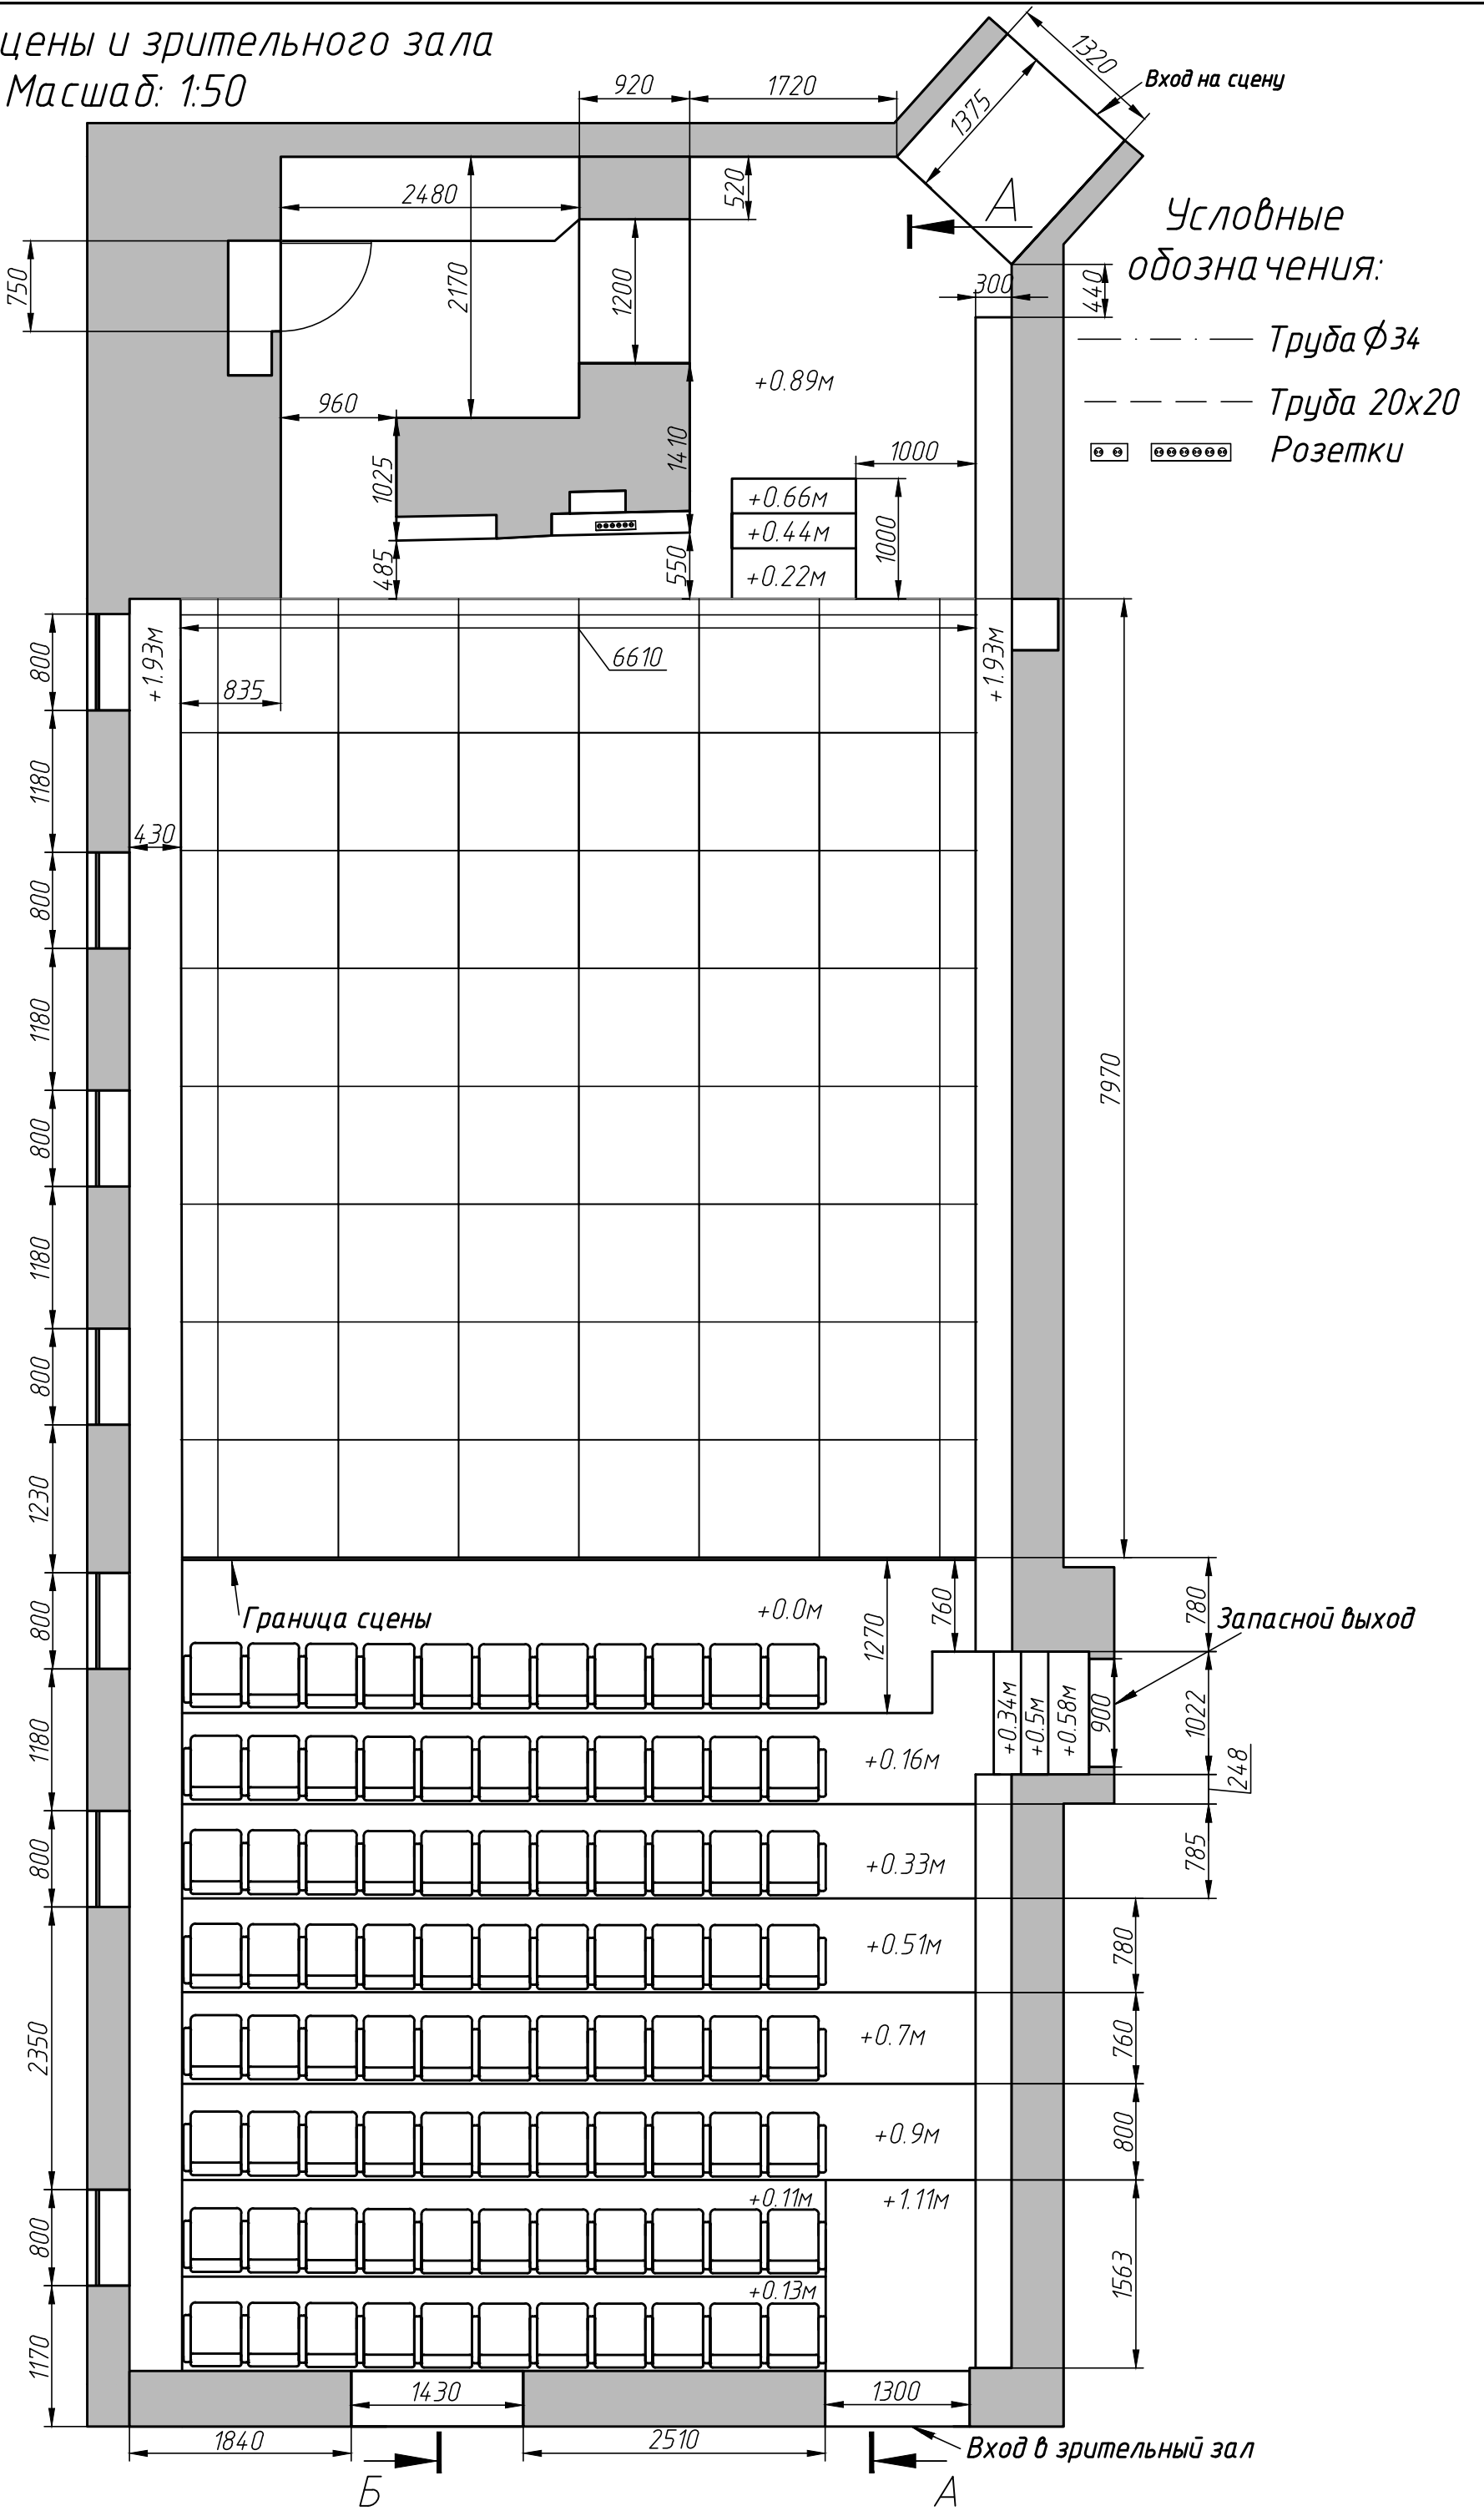 цены и зрительного зала
Масшаб: 1:50
920
1720
1320
Вход на сцену
1375
А
Условные
обозначения:
Труба Ф34
Труба 20х20
Розетки
2480
520
750
2170
1200
300
440
960
+0.89м
1025
1410
1000
+0.66м
+0.44м
+0.22м
1000
485
550
+1.93м
+1.93м
6610
835
430
800
1180
800
1180
800
1180
800
1230
800
1180
800
2350
800
1170
7970
Граница сцены
+0.0м
1270
760
780
Запасной выход
+0.34м
+0.5м
+0.58м
900
1022
248
+0.16м
785
+0.33м
+0.51м
780
+0.7м
760
+0.9м
800
+0.11м
+1.11м
1563
+0.13м
1430
1300
1840
2510
Вход в зрительный зал
Б
А